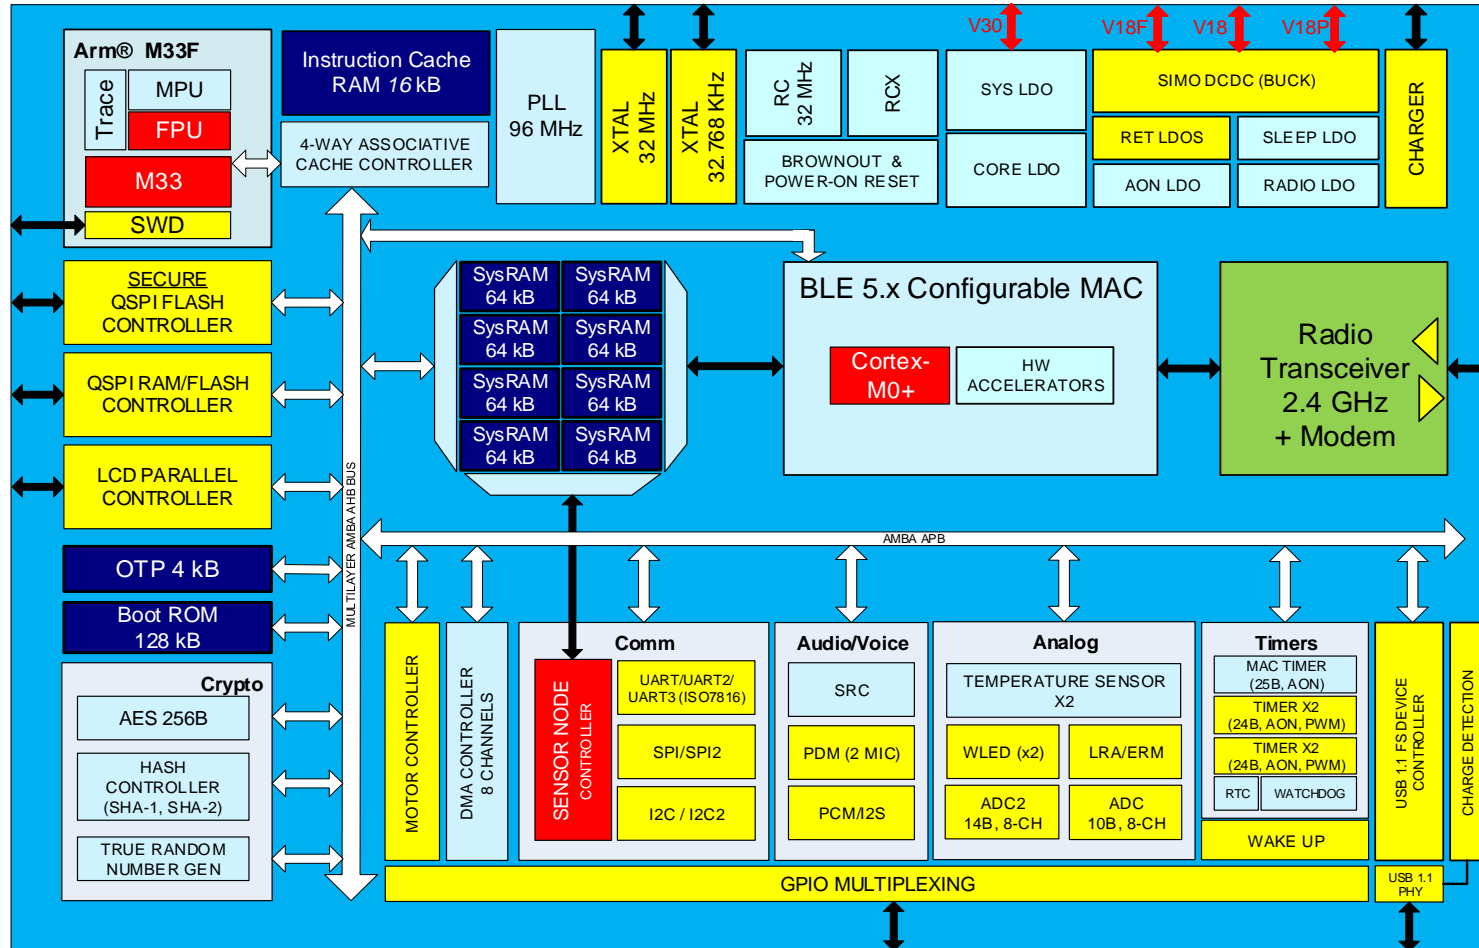 Arm® M33F
Trace
MPU
FPU
M33
SWD
Instruction Cache
RAM 16 kB
4-WAY ASSOCIATIVE
CACHE CONTROLLER
PLL
96 MHz
XTAL
32 MHz
XTAL
32.768 KHz
RC
32 MHz
RCX
BROWNOUT &
POWER-ON RESET
V30
SYS LDO
CORE LDO
V18F
V18
V18P
SIMO DCDC (BUCK)
RET LDOS
SLEEP LDO
AON LDO
RADIO LDO
CHARGER
SECURE
QSPI FLASH
CONTROLLER
QSPI RAM/FLASH
CONTROLLER
LCD PARALLEL
CONTROLLER
OTP 4 kB
Boot ROM
128 kB
Crypto
AES 256B
HASH
CONTROLLER
(SHA-1, SHA-2)
TRUE RANDOM
NUMBER GEN
MULTILAYER AMBA AHB BUS
SysRAM
64 kB
SysRAM
64 kB
SysRAM
64 kB
SysRAM
64 kB
SysRAM
64 kB
SysRAM
64 kB
SysRAM
64 kB
SysRAM
64 kB
BLE 5.x Configurable MAC
Cortex-
M0+
HW
ACCELERATORS
Radio
Transceiver
2.4 GHz
+ Modem
AMBA APB
MOTOR CONTROLLER
DMA CONTROLLER
8 CHANNELS
Comm
SENSOR NODE
CONTROLLER
UART/UART2/
UART3 (ISO7816)
SPI/SPI2
I2C / I2C2
Audio/Voice
SRC
PDM (2 MIC)
PCM/I2S
Analog
TEMPERATURE SENSOR
X2
WLED (x2)
LRA/ERM
ADC2
14B, 8-CH
ADC
10B, 8-CH
Timers
MAC TIMER
(25B, AON)
TIMER X2
(24B, AON, PWM)
TIMER X2
(24B, AON, PWM)
RTC
WATCHDOG
WAKE UP
USB 1.1 FS DEVICE
CONTROLLER
CHARGE DETECTION
GPIO MULTIPLEXING
USB 1.1
PHY